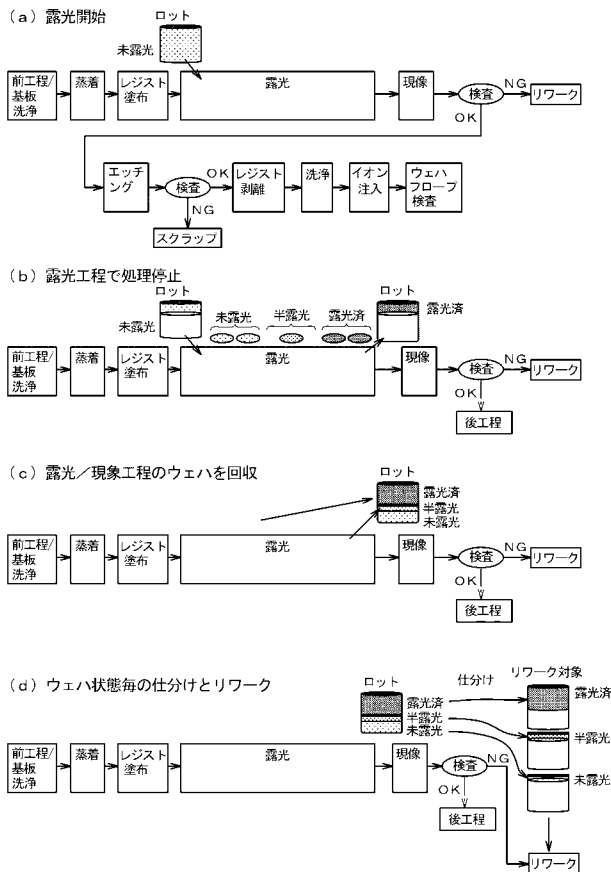 (a) 露光開始
ロット
未露光
前工程/
基板
洗浄
蒸着
レジスト
塗布
露光
現像
検査
NG
リワーク
OK
エッチ
ング
検査
OK
NG
スクラップ
レジスト
剥離
洗浄
イオン
注入
ウェハ
プローブ
検査
(b) 露光工程で処理停止
ロット
未露光
未露光
半露光
露光済
ロット
露光済
前工程/
基板
洗浄
蒸着
レジスト
塗布
露光
現像
検査
NG
リワーク
OK
後工程
(c) 露光/現象工程のウェハを回収
ロット
露光済
半露光
未露光
前工程/
基板
洗浄
蒸着
レジスト
塗布
露光
現像
検査
NG
リワーク
OK
後工程
(d) ウェハ状態毎の仕分けとリワーク
ロット
仕分け
リワーク対象
露光済
半露光
未露光
露光済
半露光
未露光
前工程/
基板
洗浄
蒸着
レジスト
塗布
露光
現像
検査
NG
OK
後工程
リワーク